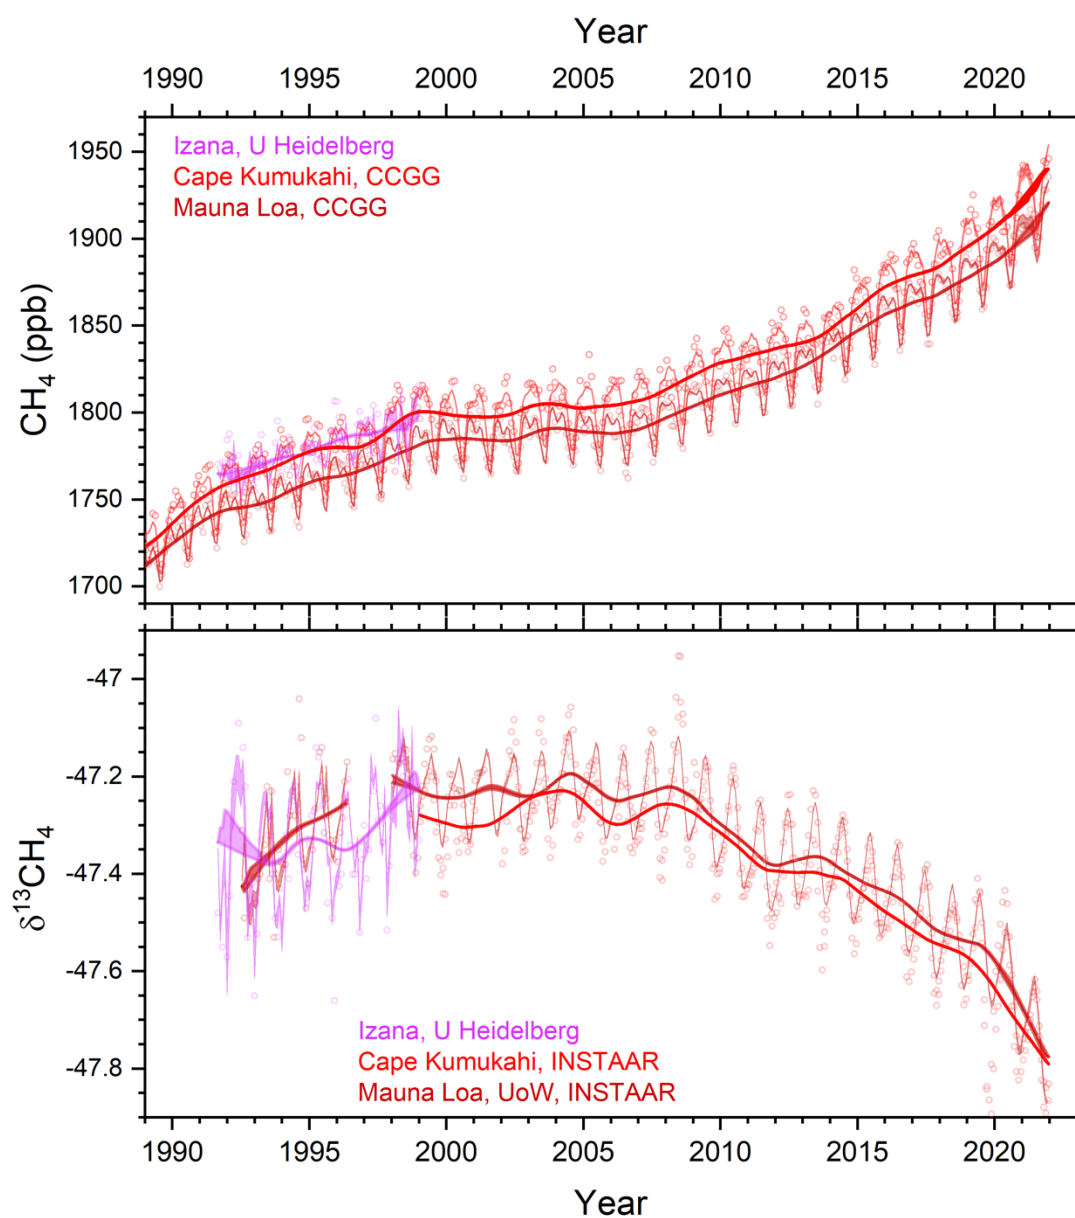 Year
1990 1995 2000 2005 2010 2015 2020
Izana, U Heidelberg
Cape Kumukahi, CCGG
Mauna Loa, CCGG
CH₄ (ppb)
1950
1900
1850
1800
1750
1700
δ¹³CH₄
-47
-47.2
-47.4
-47.6
-47.8
Izana, U Heidelberg
Cape Kumukahi, INSTAAR
Mauna Loa, UoW, INSTAAR
1990 1995 2000 2005 2010 2015 2020
Year